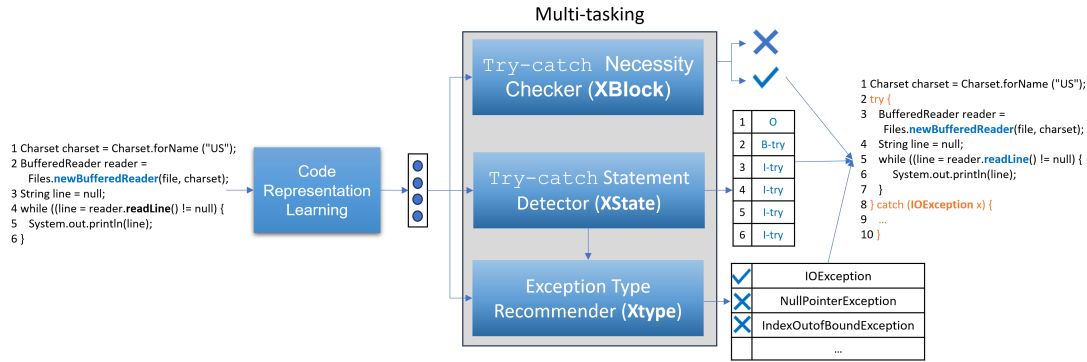 Multi-tasking
1 Charset charset = Charset.forName ("US");
2 BufferedReader reader =
Files.newBufferedReader(file, charset);
3 String line = null;
4 while ((line = reader.readLine() != null) {
5 System.out.println(line);
6 }
Code
Representation
Learning
Try-catch Necessity
Checker (XBlock)
Try-catch Statement
Detector (XState)
Exception Type
Recommender (Xtype)
1 O
2 B-try
3 I-try
4 I-try
5 I-try
6 I-try
IOException
NullPointerException
IndexOutofBoundException
...
1 Charset charset = Charset.forName ("US");
2 try {
3 BufferedReader reader =
Files.newBufferedReader(file, charset);
4 String line = null;
5 while ((line = reader.readLine() != null) {
6 System.out.println(line);
7 }
8 } catch (IOException x) {
9 ...
10 }